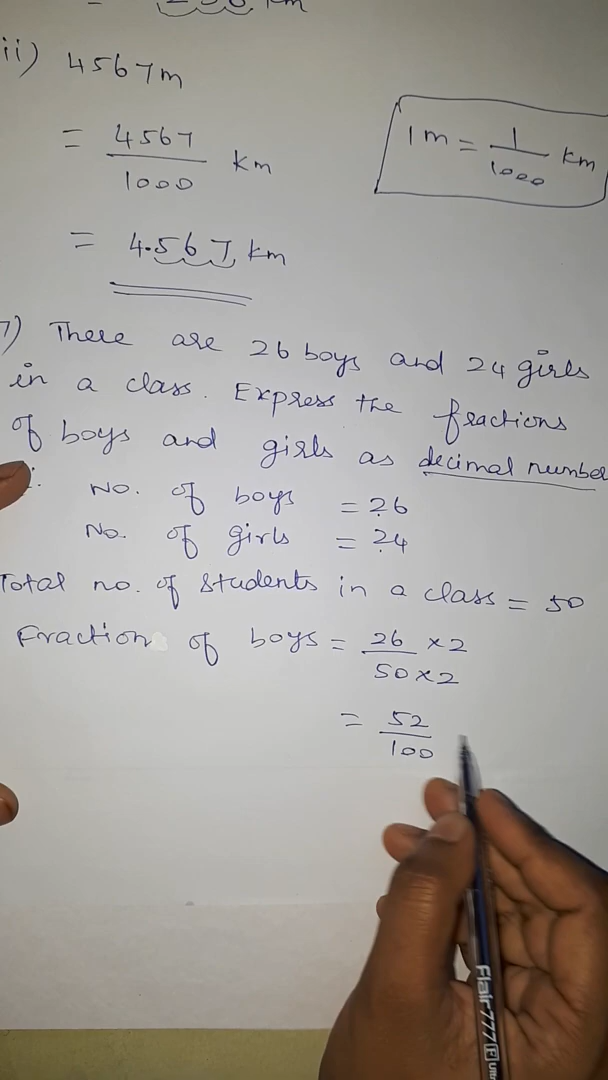 ii) 4567m
= 4567/1000 km
1m = 1/1000 km
= 4.567 km
7) There are 26 boys and 24 girls
in a class. Express the fractions
of boys and girls as decimal number
No. of boys = 26
No. of girls = 24
Total no. of students in a class = 50
Fraction of boys = 26 × 2 / 50 × 2
= 52/100
Flair 777